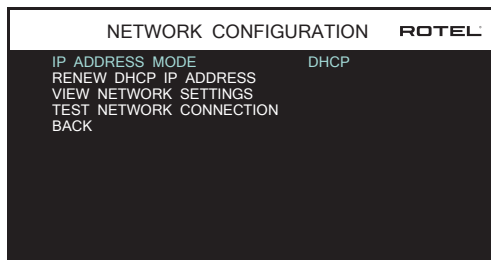 NETWORK CONFIGURATION ROTEL
IP ADDRESS MODE DHCP
RENEW DHCP IP ADDRESS
VIEW NETWORK SETTINGS
TEST NETWORK CONNECTION
BACK